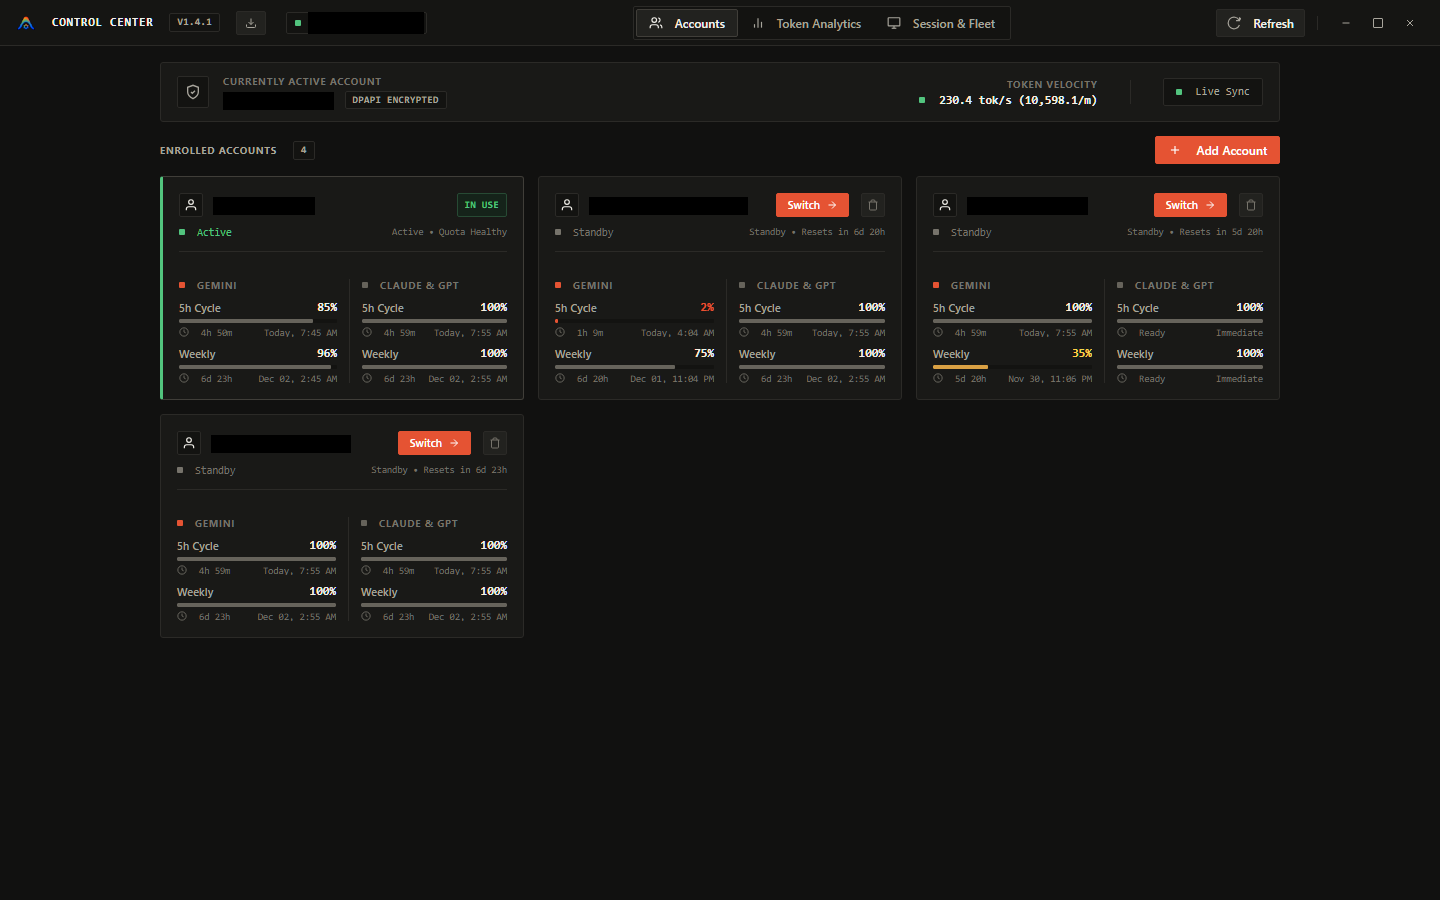 CONTROL CENTER V1.4.1 Accounts Token Analytics Session & Fleet Refresh
CURRENTLY ACTIVE ACCOUNT
DPAPI ENCRYPTED
TOKEN VELOCITY
230.4 tok/s (10,598.1/m)
Live Sync
ENROLLED ACCOUNTS 4
Add Account
IN USE
Active Active • Quota Healthy
GEMINI
5h Cycle 85%
4h 50m Today, 7:45 AM
Weekly 96%
6d 23h Dec 02, 2:45 AM
CLAUDE & GPT
5h Cycle 100%
4h 59m Today, 7:55 AM
Weekly 100%
6d 23h Dec 02, 2:55 AM
Switch
Standby Standby • Resets in 6d 20h
GEMINI
5h Cycle 2%
1h 9m Today, 4:04 AM
Weekly 75%
6d 20h Dec 01, 11:04 PM
CLAUDE & GPT
5h Cycle 100%
4h 59m Today, 7:55 AM
Weekly 100%
6d 23h Dec 02, 2:55 AM
Switch
Standby Standby • Resets in 5d 20h
GEMINI
5h Cycle 100%
4h 59m Today, 7:55 AM
Weekly 35%
5d 20h Nov 30, 11:06 PM
CLAUDE & GPT
5h Cycle 100%
Ready Immediate
Weekly 100%
Ready Immediate
Switch
Standby Standby • Resets in 6d 23h
GEMINI
5h Cycle 100%
4h 59m Today, 7:55 AM
Weekly 100%
6d 23h Dec 02, 2:55 AM
CLAUDE & GPT
5h Cycle 100%
4h 59m Today, 7:55 AM
Weekly 100%
6d 23h Dec 02, 2:55 AM